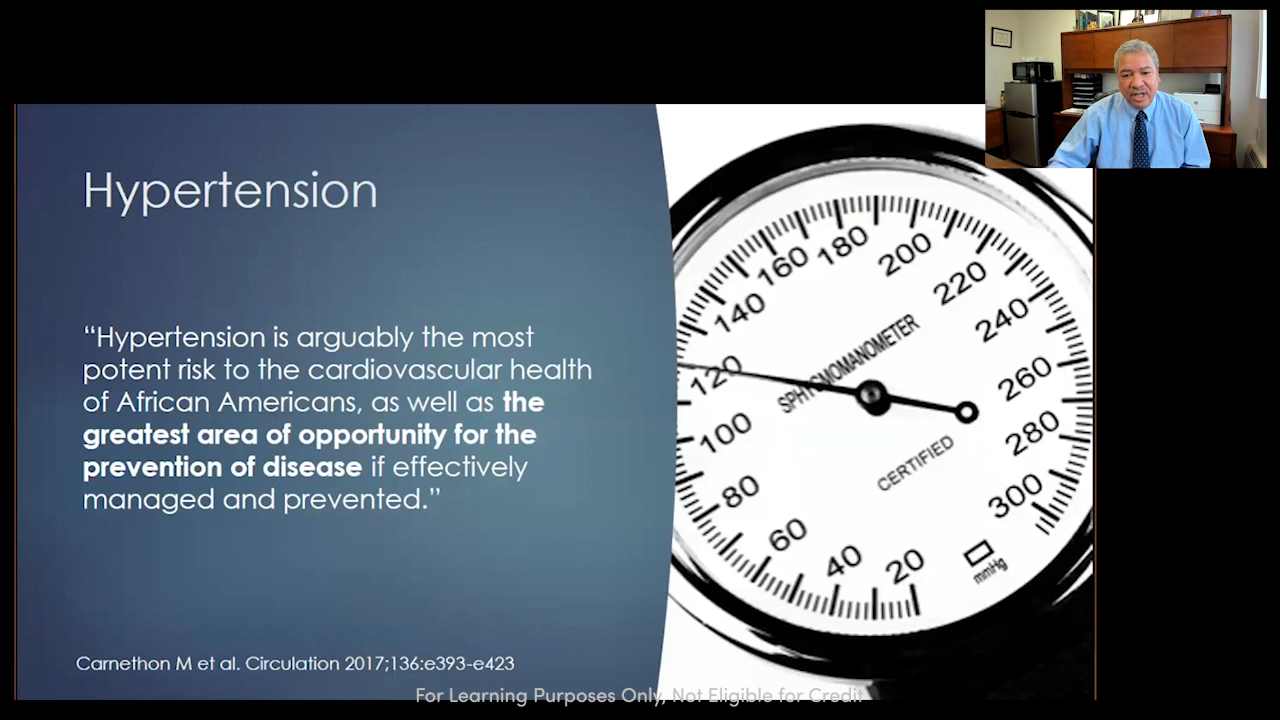 Hypertension
“Hypertension is arguably the most
potent risk to the cardiovascular health
of African Americans, as well as the
greatest area of opportunity for the
prevention of disease if effectively
managed and prevented.”
Carnethon M et al. Circulation 2017;136:e393-e423
20
40
60
80
100
120
140
160
180
200
220
240
260
280
300
CERTIFIED
mmHg
For Learning Purposes Only, Not Eligible for Credit